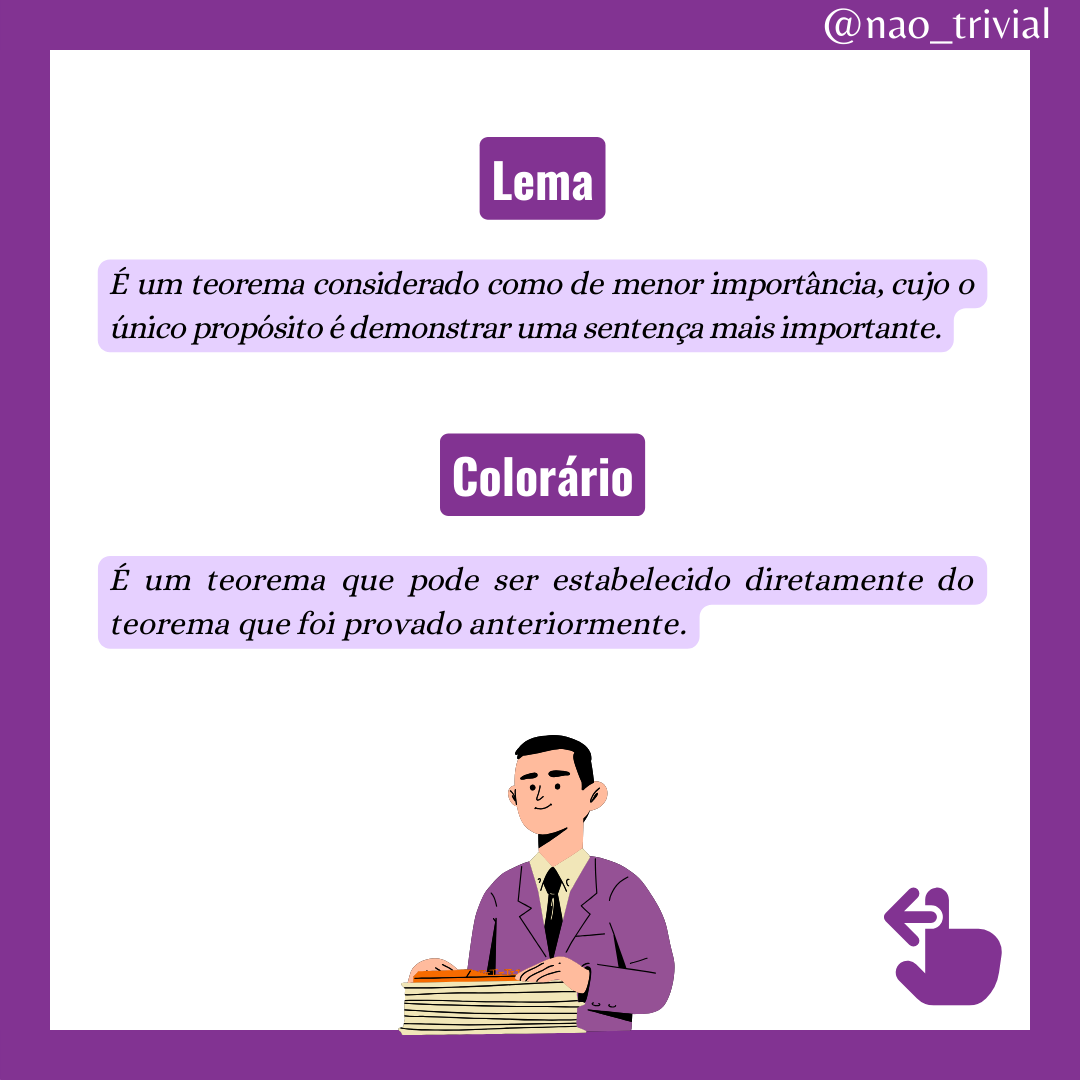 @nao_trivial
Lema
É um teorema considerado como de menor importância, cujo o
único propósito é demonstrar uma sentença mais importante.
Colorário
É um teorema que pode ser estabelecido diretamente do
teorema que foi provado anteriormente.